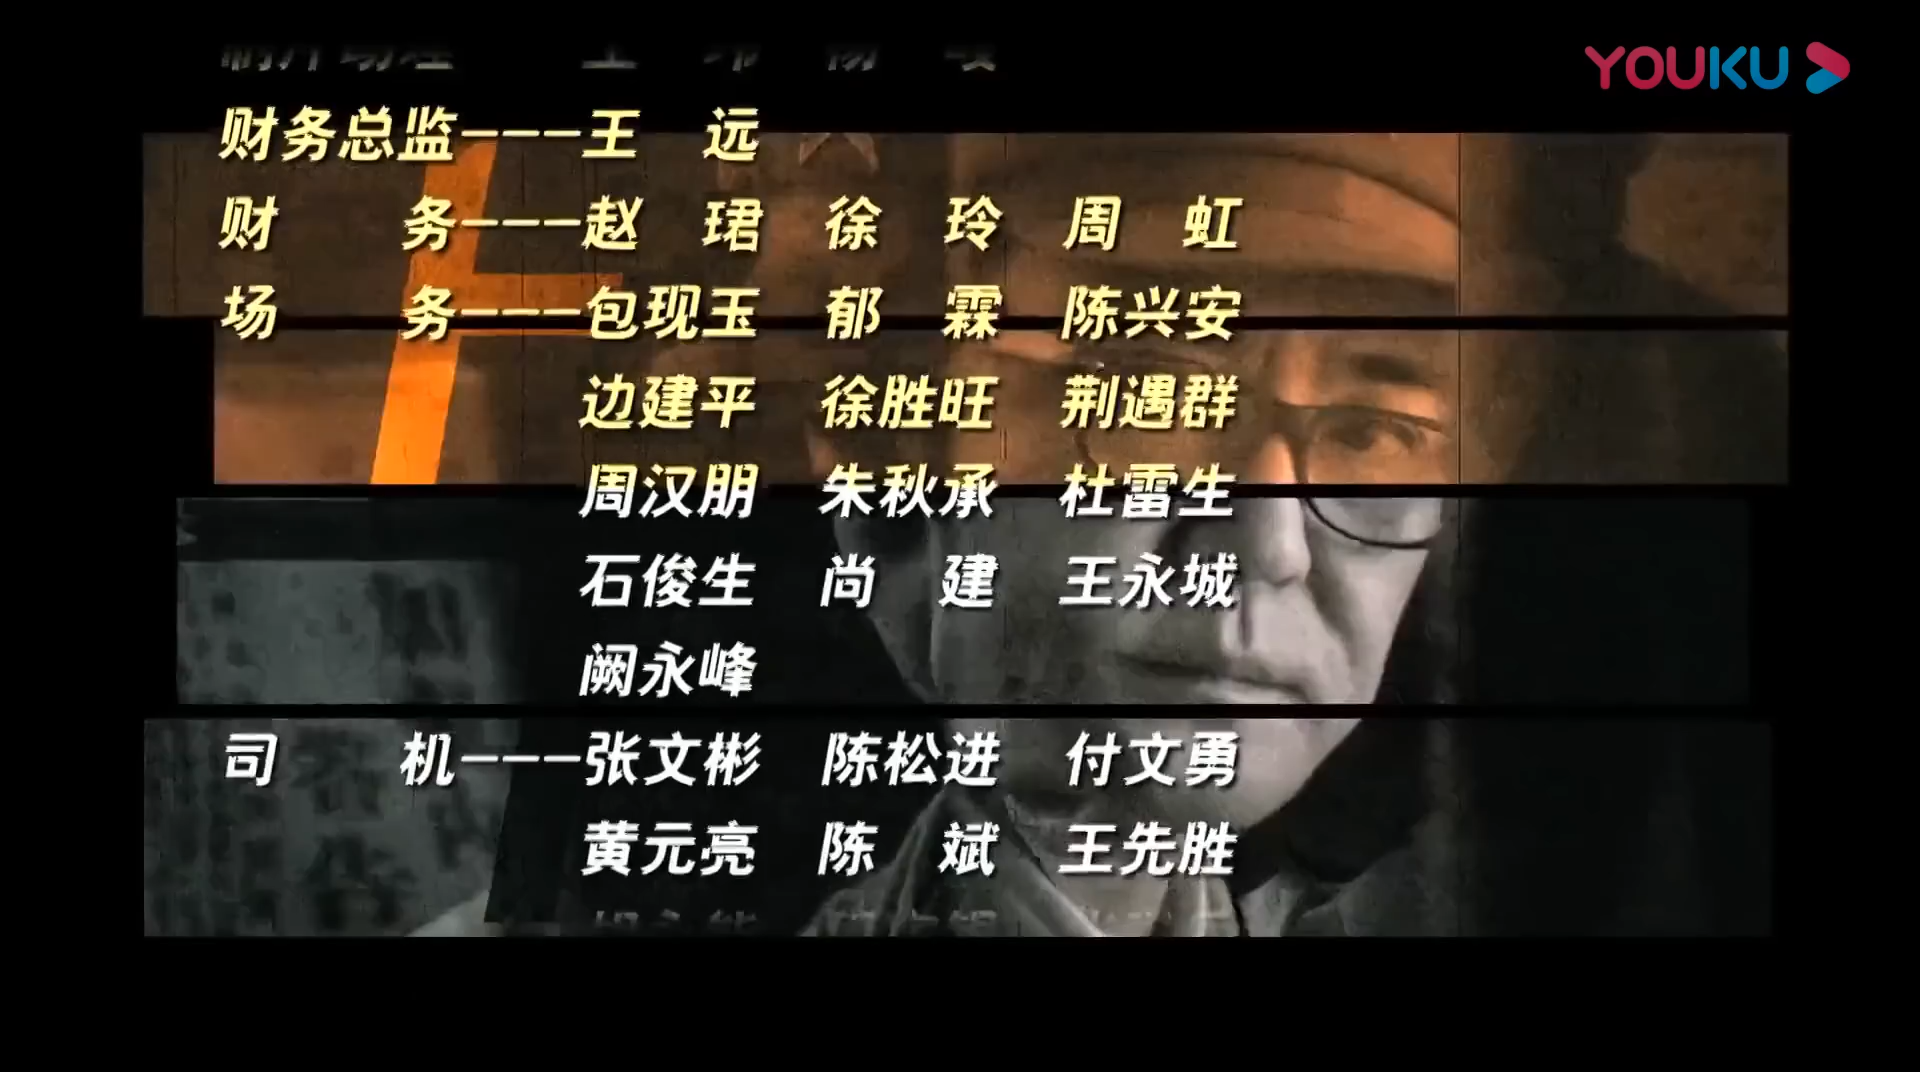 YOUKU
财务总监---王 远
财 务---赵 珺 徐 玲 周 虹
场 务---包现玉 郁 霖 陈兴安
边建平 徐胜旺 荆遇群
周汉朋 朱秋承 杜雷生
石俊生 尚 建 王永城
阙永峰
司 机---张文彬 陈松进 付文勇
黄元亮 陈 斌 王先胜